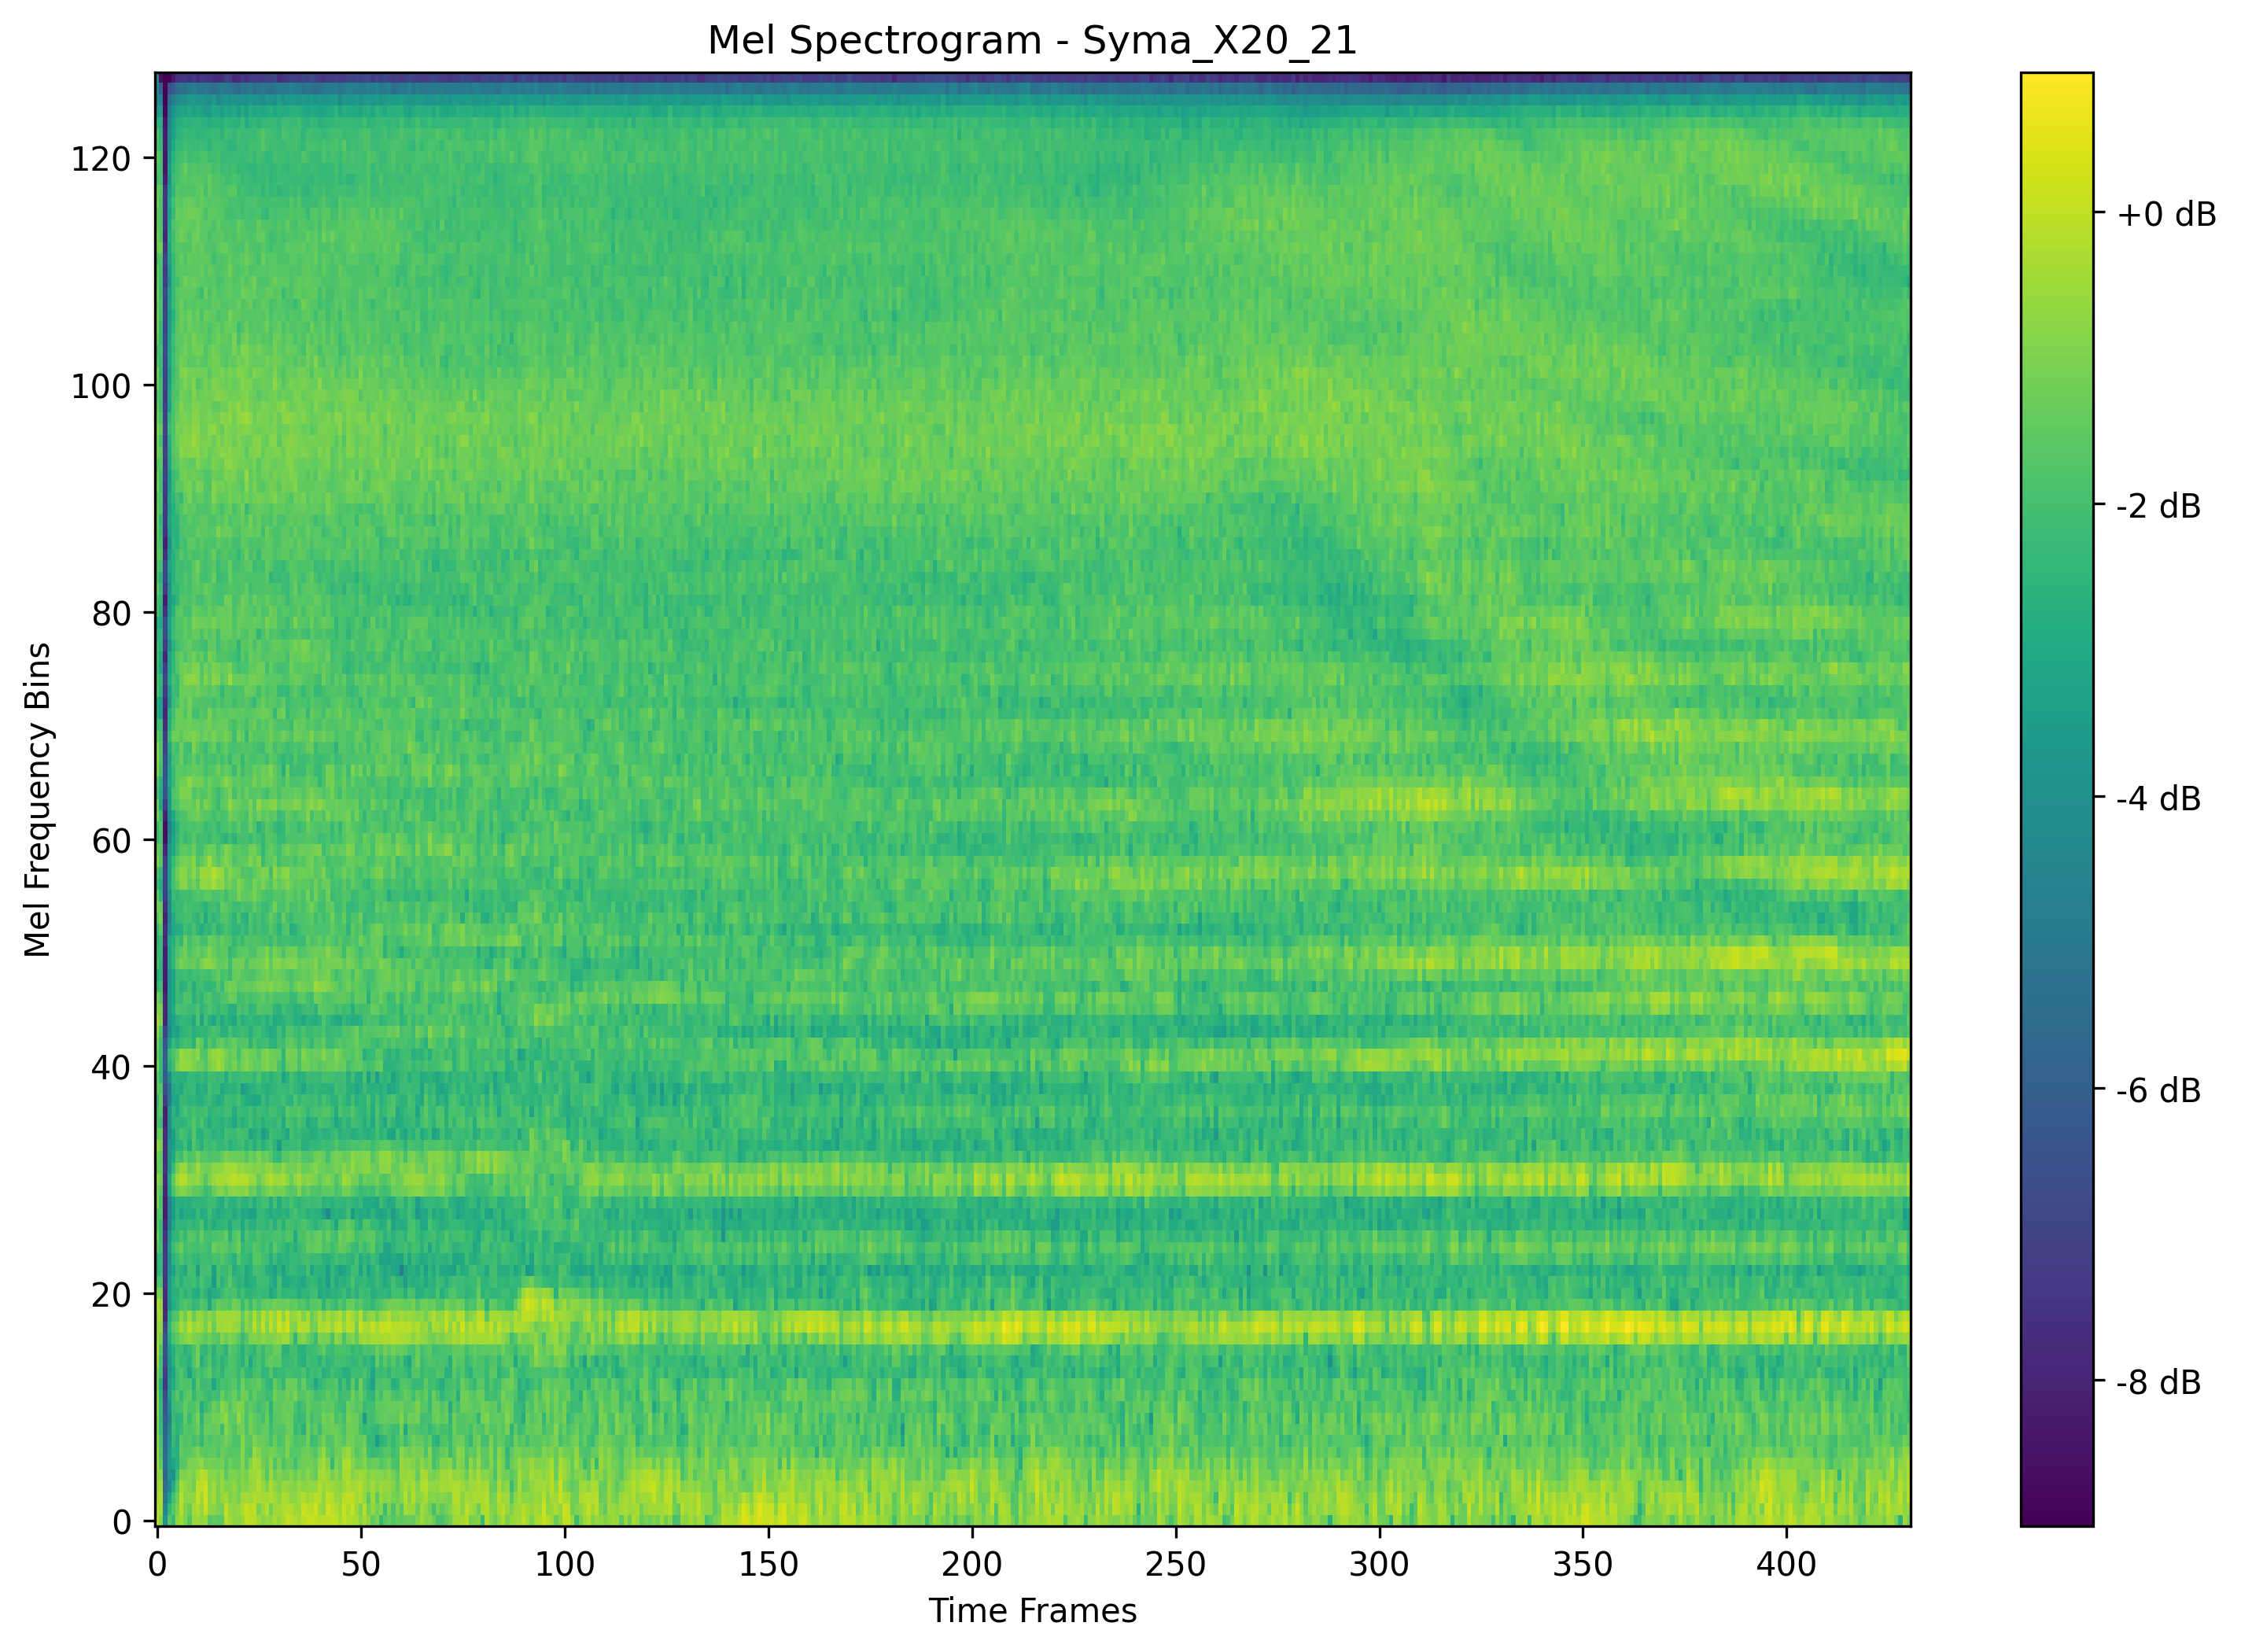 Mel Spectrogram - Syma_X20_21
Mel Frequency Bins
120
100
80
60
40
20
0
0 50 100 150 200 250 300 350 400
Time Frames
+0 dB
-2 dB
-4 dB
-6 dB
-8 dB